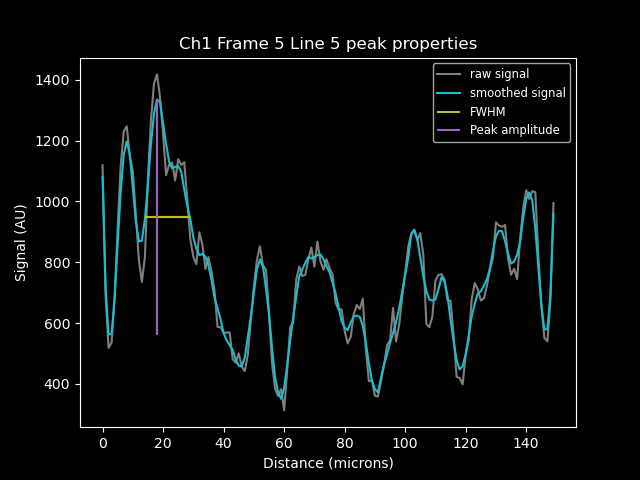 Ch1 Frame 5 Line 5 peak properties
raw signal
smoothed signal
FWHM
Peak amplitude
Signal (AU)
1400
1200
1000
800
600
400
0 20 40 60 80 100 120 140
Distance (microns)